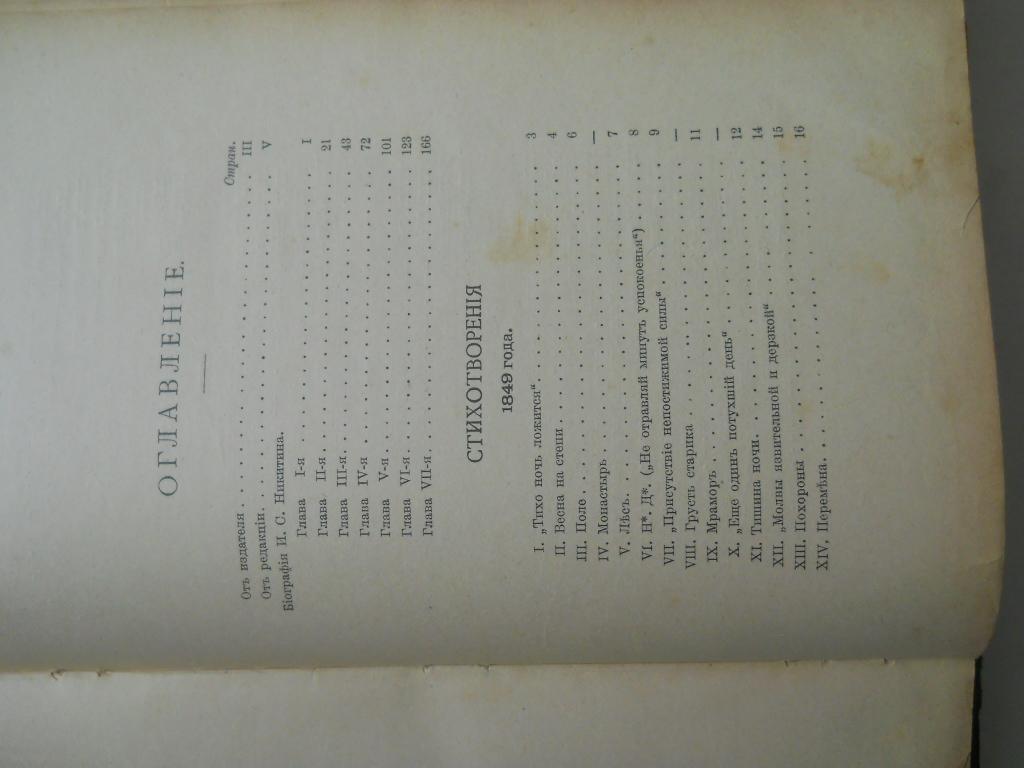 ОГЛАВЛЕНІЕ.
Стран.
Отъ издателя . . . . . . . . . . . . . . . . . . . . III
Отъ редакціи. . . . . . . . . . . . . . . . . . . . V
Біографія И. С. Никитина.
Глава I-я . . . . . . . . . . . . . . . . . I
Глава II-я . . . . . . . . . . . . . . . . . 21
Глава III-я. . . . . . . . . . . . . . . . . 43
Глава IV-я . . . . . . . . . . . . . . . . . 72
Глава V-я . . . . . . . . . . . . . . . . . 101
Глава VI-я . . . . . . . . . . . . . . . . . 123
Глава VII-я. . . . . . . . . . . . . . . . . 166
СТИХОТВОРЕНІЯ
1849 года.
I. „Тихо ночь ложится“. . . . . . . . . . . . . 3
II. Весна на степи . . . . . . . . . . . . . . . 4
III. Поле. . . . . . . . . . . . . . . . . . . . 6
IV. Монастырь . . . . . . . . . . . . . . . . . —
V. Лѣсъ. . . . . . . . . . . . . . . . . . . . 7
VI. Н*. Д*. („Не отравляй минутъ успокоенья“) . . . . 8
VII. „Присутствіе непостижимой силы“ . . . . . . . . 9
VIII. Грусть старика . . . . . . . . . . . . . . . —
IX. Мраморъ . . . . . . . . . . . . . . . . . . 11
X. „Еще одинъ потухшій день“ . . . . . . . . . . —
XI. Тишина ночи. . . . . . . . . . . . . . . . . 12
XII. „Молвы язвительной и дерзкой“ . . . . . . . . . 14
XIII. Похороны . . . . . . . . . . . . . . . . . . 15
XIV. Перемѣна. . . . . . . . . . . . . . . . . . 16